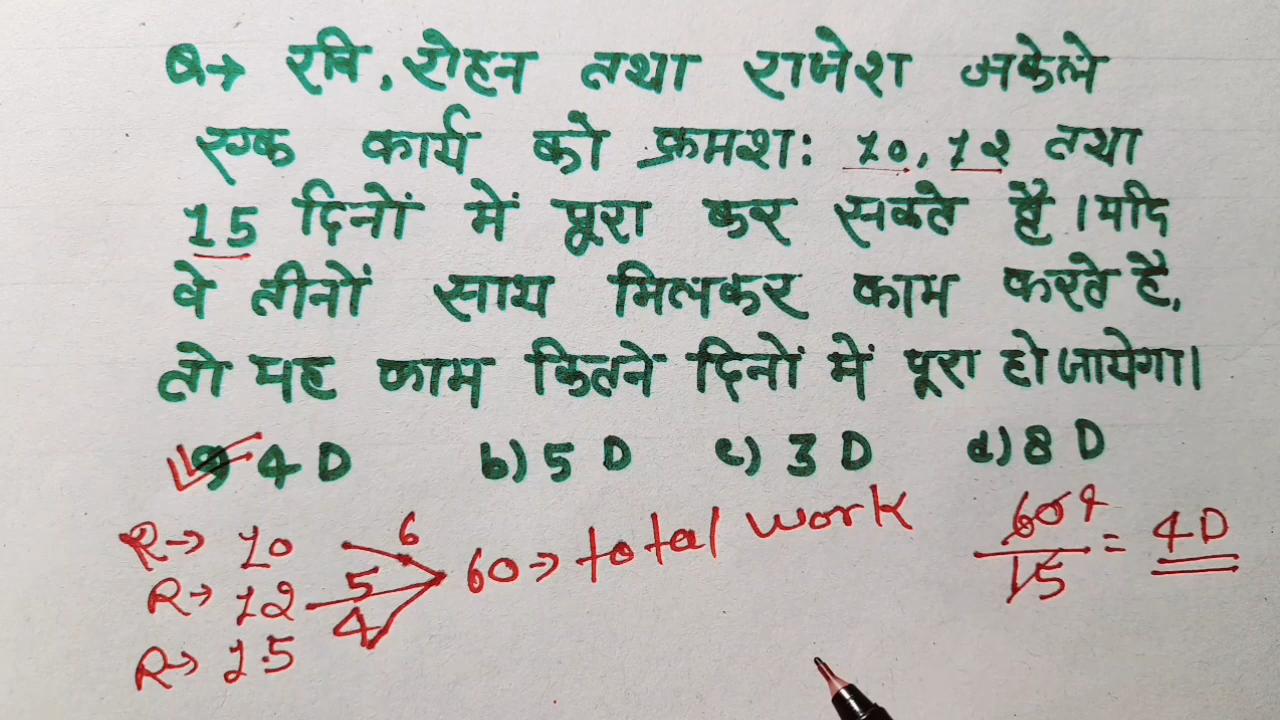 Q→ रवि, रोहन तथा राजेश अकेले
एक कार्य को क्रमशः 10, 12 तथा
15 दिनों में पूरा कर सकते है । यदि
वे तीनों साथ मिलकर काम करते है,
तो यह काम कितने दिनों में पूरा हो जायेगा।
a) 4 D b) 5 D c) 3 D d) 8 D
R→ 10 6
R→ 12 5 60→ total work 60 4 / 15 = 4D
R→ 15 4